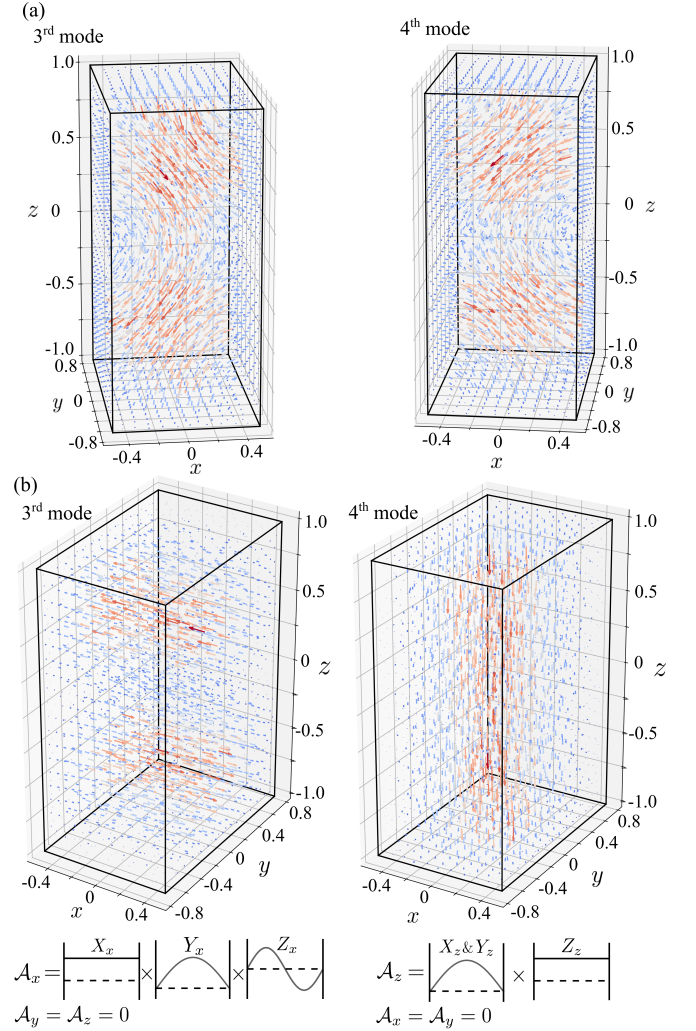 (a)
3rd mode
4th mode
1.0
0.5
z 0
-0.5
-1.0
0.8
y 0
-0.8
-0.4 0 0.4
x
1.0
0.5
0 z
-0.5
-1.0
0.8
0 y
-0.8
-0.4 0 0.4
x
(b)
3rd mode
4th mode
1.0
0.5
0 z
-0.5
-1.0
0.8
0.4
0 y
-0.4
-0.8
-0.4 0 0.4
x
1.0
0.5
0 z
-0.5
-1.0
0.8
0.4
0 y
-0.4
-0.8
-0.4 0 0.4
x
𝒜x = Xx × Yx × Zx
𝒜y = 𝒜z = 0
𝒜z = Xz&Yz × Zz
𝒜x = 𝒜y = 0